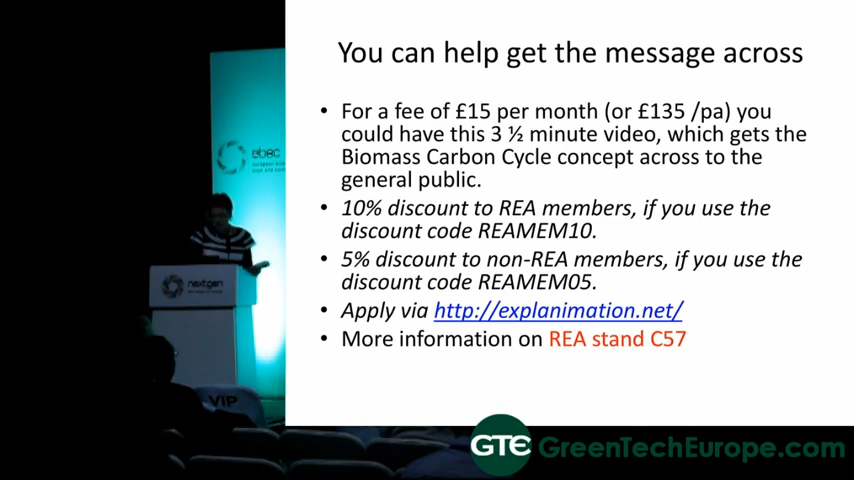 You can help get the message across
• For a fee of £15 per month (or £135 /pa) you
could have this 3 ½ minute video, which gets the
Biomass Carbon Cycle concept across to the
general public.
• 10% discount to REA members, if you use the
discount code REAMEM10.
• 5% discount to non-REA members, if you use the
discount code REAMEM05.
• Apply via http://explanimation.net/
• More information on REA stand C57
ebec
nextgen
VIP
GTE GreenTechEurope.com